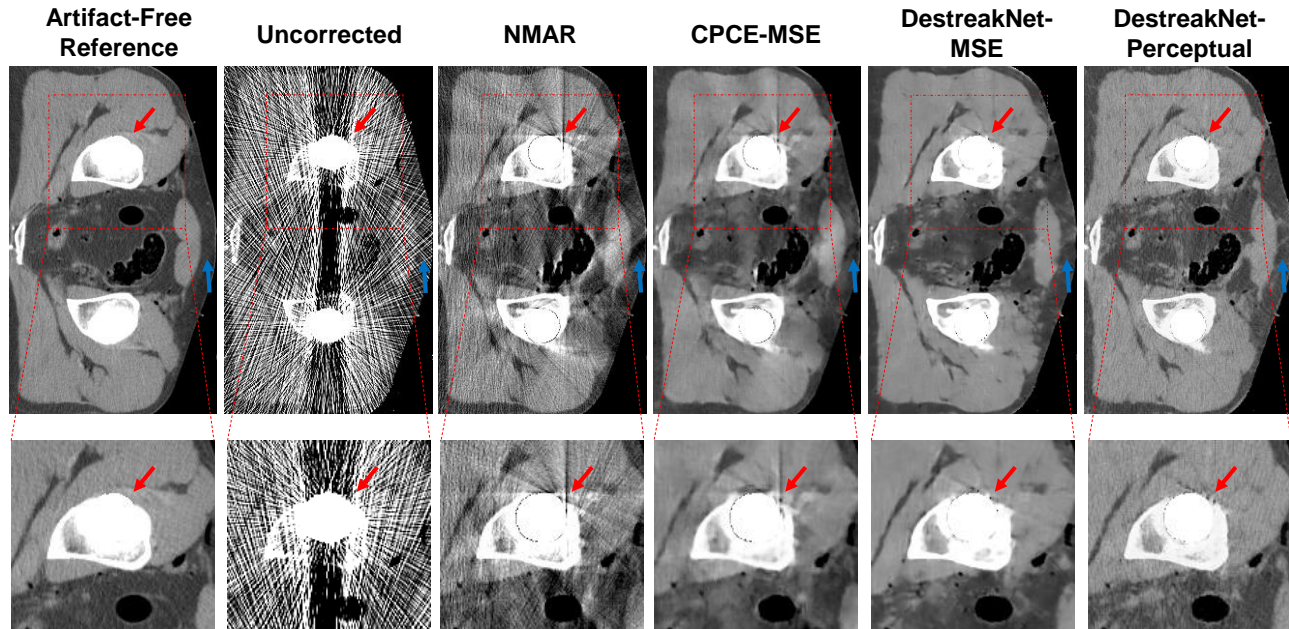 Artifact-Free
Reference
Uncorrected
NMAR
CPCE-MSE
DestreakNet-
MSE
DestreakNet-
Perceptual